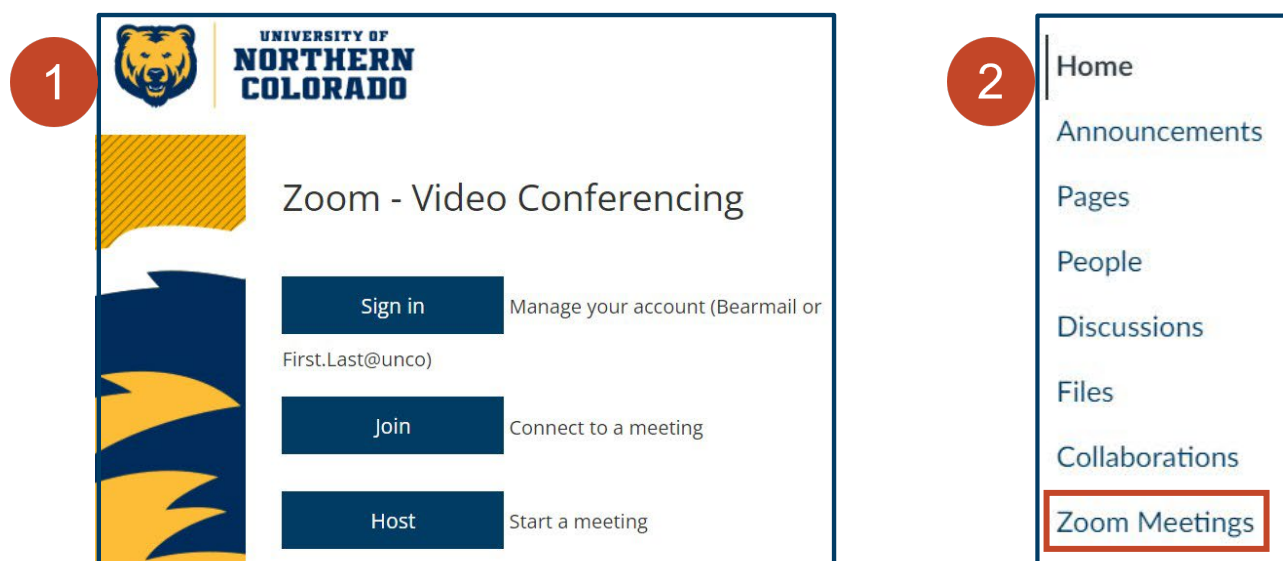 1
UNIVERSITY OF
NORTHERN
COLORADO
Zoom - Video Conferencing
Sign in Manage your account (Bearmail or
First.Last@unco)
Join Connect to a meeting
Host Start a meeting
2
Home
Announcements
Pages
People
Discussions
Files
Collaborations
Zoom Meetings